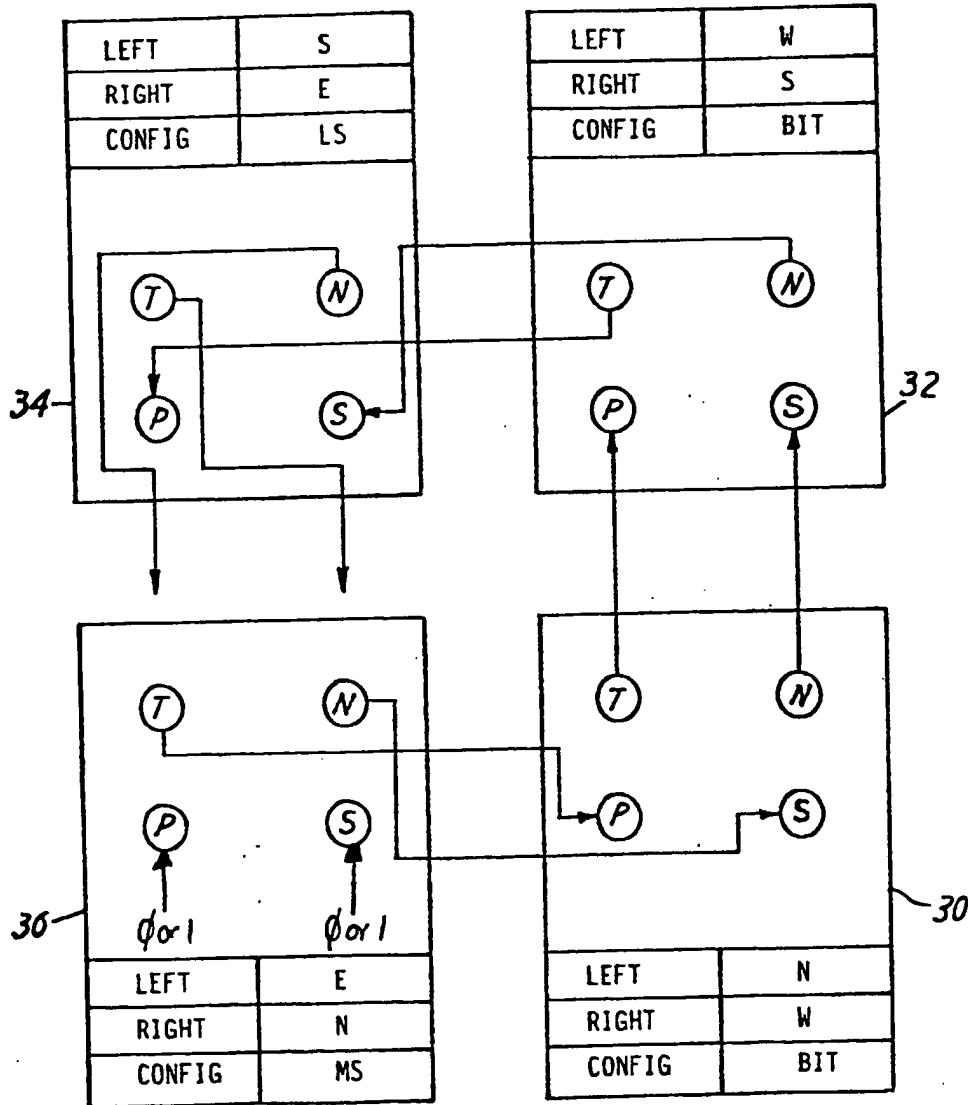 LEFT S
RIGHT E
CONFIG LS
LEFT W
RIGHT S
CONFIG BIT
T N
P S
34
T N
P S
32
T N
P S
φ or 1 φ or 1
36
T N
P S
30
LEFT E
RIGHT N
CONFIG MS
LEFT N
RIGHT W
CONFIG BIT